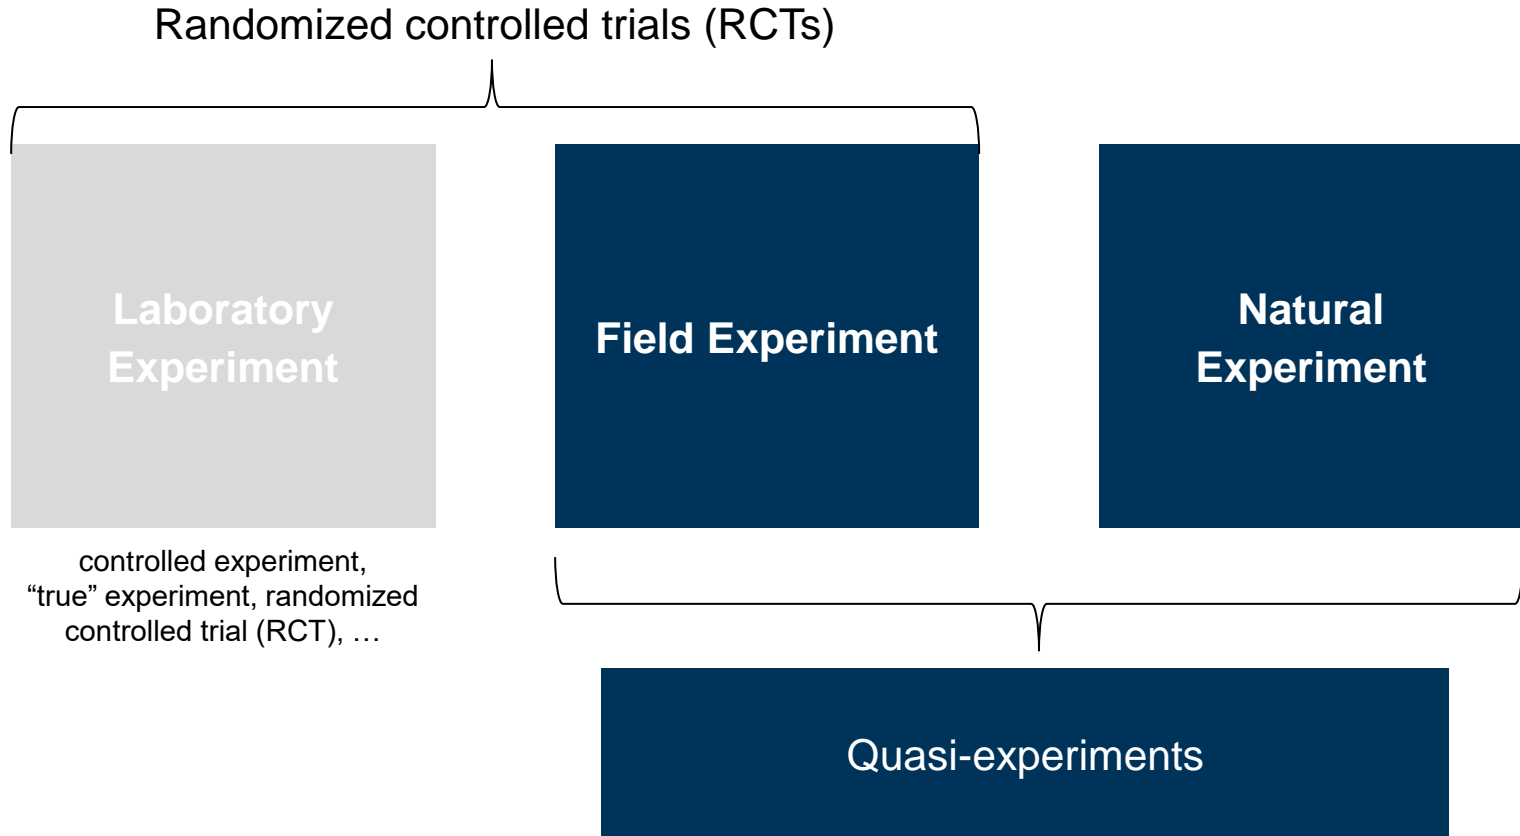 Randomized controlled trials (RCTs)
Laboratory
Experiment
Field Experiment
Natural
Experiment
controlled experiment,
“true” experiment, randomized
controlled trial (RCT), …
Quasi-experiments